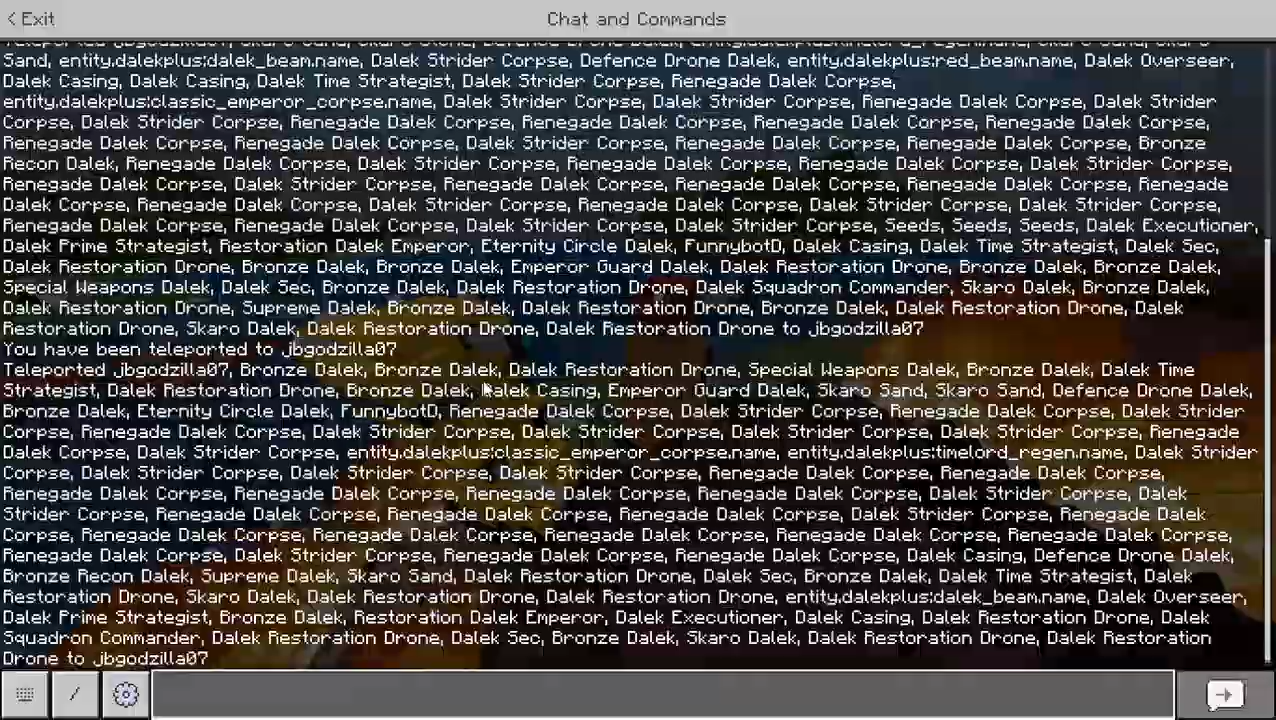 < Exit
Chat and Commands
Sand, entity.dalekplus:dalek_beam.name, Dalek Strider Corpse, Defence Drone Dalek, entity.dalekplus:red_beam.name, Dalek Overseer,
Dalek Casing, Dalek Casing, Dalek Time Strategist, Dalek Strider Corpse, Renegade Dalek Corpse,
entity.dalekplus:classic_emperor_corpse.name, Dalek Strider Corpse, Dalek Strider Corpse, Renegade Dalek Corpse, Dalek Strider
Corpse, Dalek Strider Corpse, Renegade Dalek Corpse, Renegade Dalek Corpse, Renegade Dalek Corpse, Renegade Dalek Corpse,
Renegade Dalek Corpse, Renegade Dalek Corpse, Dalek Strider Corpse, Renegade Dalek Corpse, Renegade Dalek Corpse, Bronze
Recon Dalek, Renegade Dalek Corpse, Dalek Strider Corpse, Renegade Dalek Corpse, Renegade Dalek Corpse, Dalek Strider Corpse,
Renegade Dalek Corpse, Dalek Strider Corpse, Renegade Dalek Corpse, Renegade Dalek Corpse, Renegade Dalek Corpse, Renegade
Dalek Corpse, Renegade Dalek Corpse, Dalek Strider Corpse, Renegade Dalek Corpse, Dalek Strider Corpse, Dalek Strider Corpse,
Renegade Dalek Corpse, Renegade Dalek Corpse, Dalek Strider Corpse, Dalek Strider Corpse, Seeds, Seeds, Seeds, Dalek Executioner,
Dalek Prime Strategist, Restoration Dalek Emperor, Eternity Circle Dalek, FunnybotD, Dalek Casing, Dalek Time Strategist, Dalek Sec,
Dalek Restoration Drone, Bronze Dalek, Bronze Dalek, Emperor Guard Dalek, Dalek Restoration Drone, Bronze Dalek, Bronze Dalek,
Special Weapons Dalek, Dalek Sec, Bronze Dalek, Dalek Restoration Drone, Dalek Squadron Commander, Skaro Dalek, Bronze Dalek,
Dalek Restoration Drone, Supreme Dalek, Bronze Dalek, Dalek Restoration Drone, Bronze Dalek, Dalek Restoration Drone, Dalek
Restoration Drone, Skaro Dalek, Dalek Restoration Drone, Dalek Restoration Drone to jbgodzilla07
You have been teleported to jbgodzilla07
Teleported jbgodzilla07, Bronze Dalek, Bronze Dalek, Dalek Restoration Drone, Special Weapons Dalek, Bronze Dalek, Dalek Time
Strategist, Dalek Restoration Drone, Bronze Dalek, Dalek Casing, Emperor Guard Dalek, Skaro Sand, Skaro Sand, Defence Drone Dalek,
Bronze Dalek, Eternity Circle Dalek, FunnybotD, Renegade Dalek Corpse, Dalek Strider Corpse, Renegade Dalek Corpse, Dalek Strider
Corpse, Renegade Dalek Corpse, Dalek Strider Corpse, Dalek Strider Corpse, Dalek Strider Corpse, Dalek Strider Corpse, Renegade
Dalek Corpse, Dalek Strider Corpse, entity.dalekplus:classic_emperor_corpse.name, entity.dalekplus:timelord_regen.name, Dalek Strider
Corpse, Dalek Strider Corpse, Dalek Strider Corpse, Dalek Strider Corpse, Renegade Dalek Corpse, Renegade Dalek Corpse,
Renegade Dalek Corpse, Renegade Dalek Corpse, Renegade Dalek Corpse, Renegade Dalek Corpse, Dalek Strider Corpse, Dalek
Strider Corpse, Renegade Dalek Corpse, Renegade Dalek Corpse, Renegade Dalek Corpse, Dalek Strider Corpse, Renegade Dalek
Corpse, Renegade Dalek Corpse, Renegade Dalek Corpse, Renegade Dalek Corpse, Renegade Dalek Corpse, Renegade Dalek Corpse,
Renegade Dalek Corpse, Dalek Strider Corpse, Renegade Dalek Corpse, Renegade Dalek Corpse, Dalek Casing, Defence Drone Dalek,
Bronze Recon Dalek, Supreme Dalek, Skaro Sand, Dalek Restoration Drone, Dalek Sec, Bronze Dalek, Dalek Time Strategist, Dalek
Restoration Drone, Skaro Dalek, Dalek Restoration Drone, Dalek Restoration Drone, entity.dalekplus:dalek_beam.name, Dalek Overseer,
Dalek Prime Strategist, Bronze Dalek, Restoration Dalek Emperor, Dalek Executioner, Dalek Casing, Dalek Restoration Drone, Dalek
Squadron Commander, Dalek Restoration Drone, Dalek Sec, Bronze Dalek, Skaro Dalek, Dalek Restoration Drone, Dalek Restoration
Drone to jbgodzilla07
/